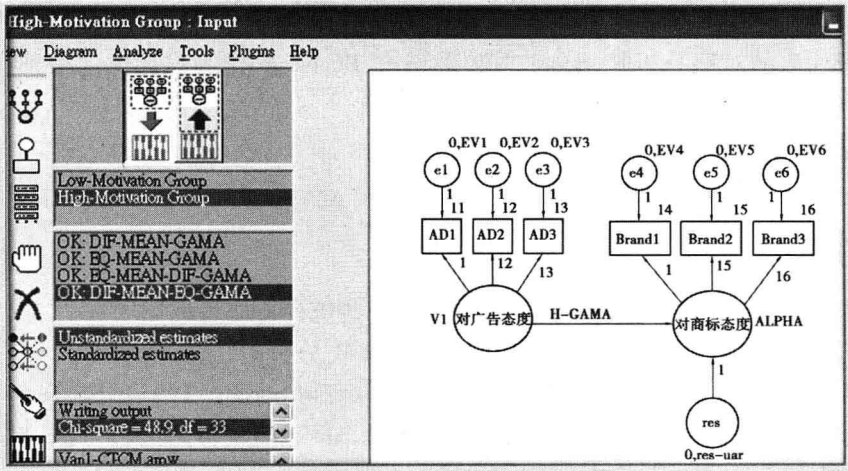 High-Motivation Group : Input
ew Diagram Analyze Tools Plugins Help
Low-Motivation Group
High-Motivation Group
OK: DIF-MEAN-GAMA
OK: EQ-MEAN-GAMA
OK: EQ-MEAN-DIF-GAMA
OK: DIF-MEAN-EQ-GAMA
Unstandardized estimates
Standardized estimates
Writing output
Chi-square = 48.9, df = 33
Van1-CTCM.amw
0,EV1 0,EV2 0,EV3 0,EV4 0,EV5 0,EV6
e1 e2 e3 e4 e5 e6
1 1 1 1 1 1
11 12 13 14 15 16
AD1 AD2 AD3 Brand1 Brand2 Brand3
1 12 13 1 15 16
V1 对广告态度 H-GAMA 对商标态度 ALPHA
1
res
0,res-uar